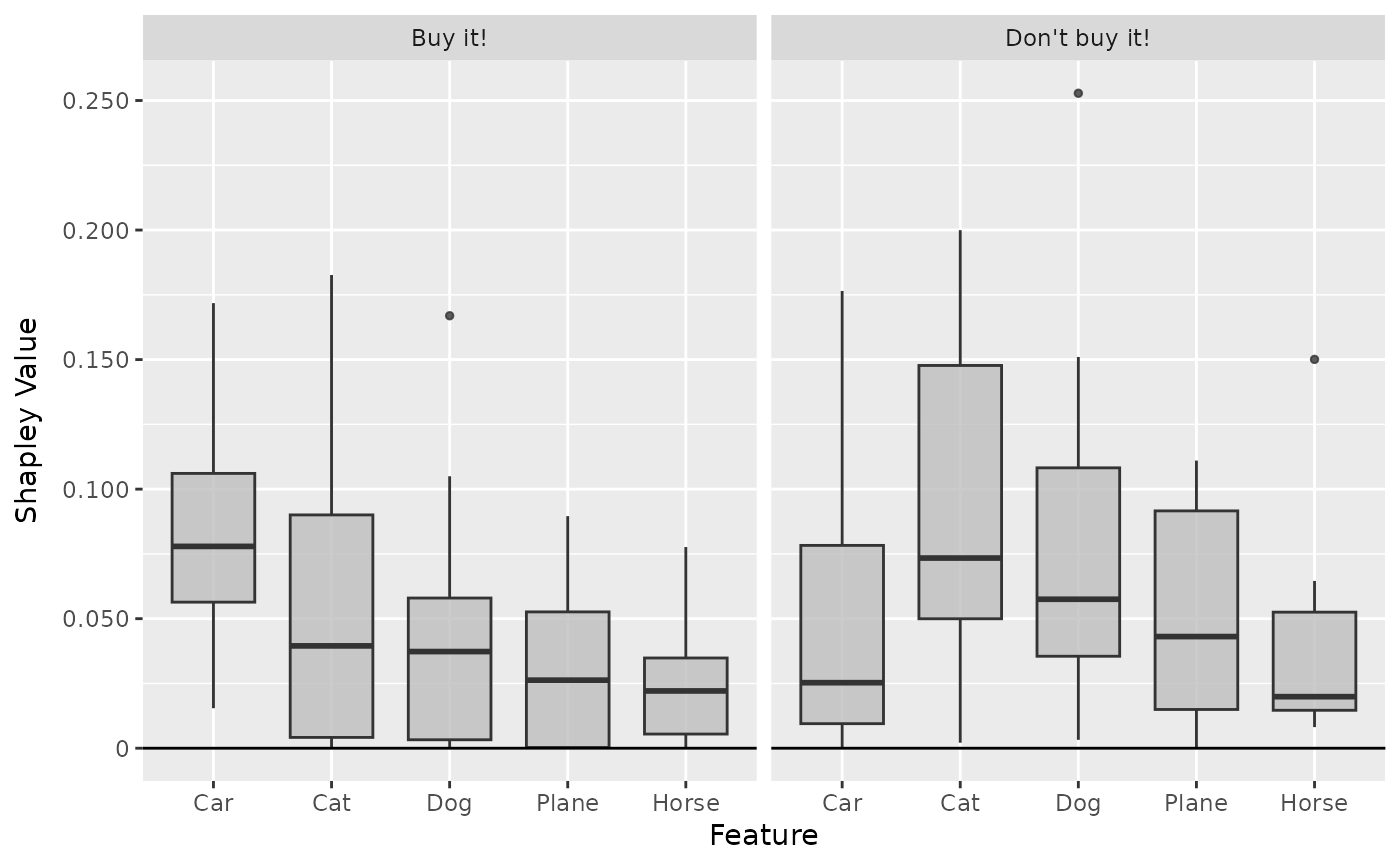 Buy it!
Don't buy it!
Shapley Value
0.250
0.200
0.150
0.100
0.050
0
Car Cat Dog Plane Horse
Car Cat Dog Plane Horse
Feature